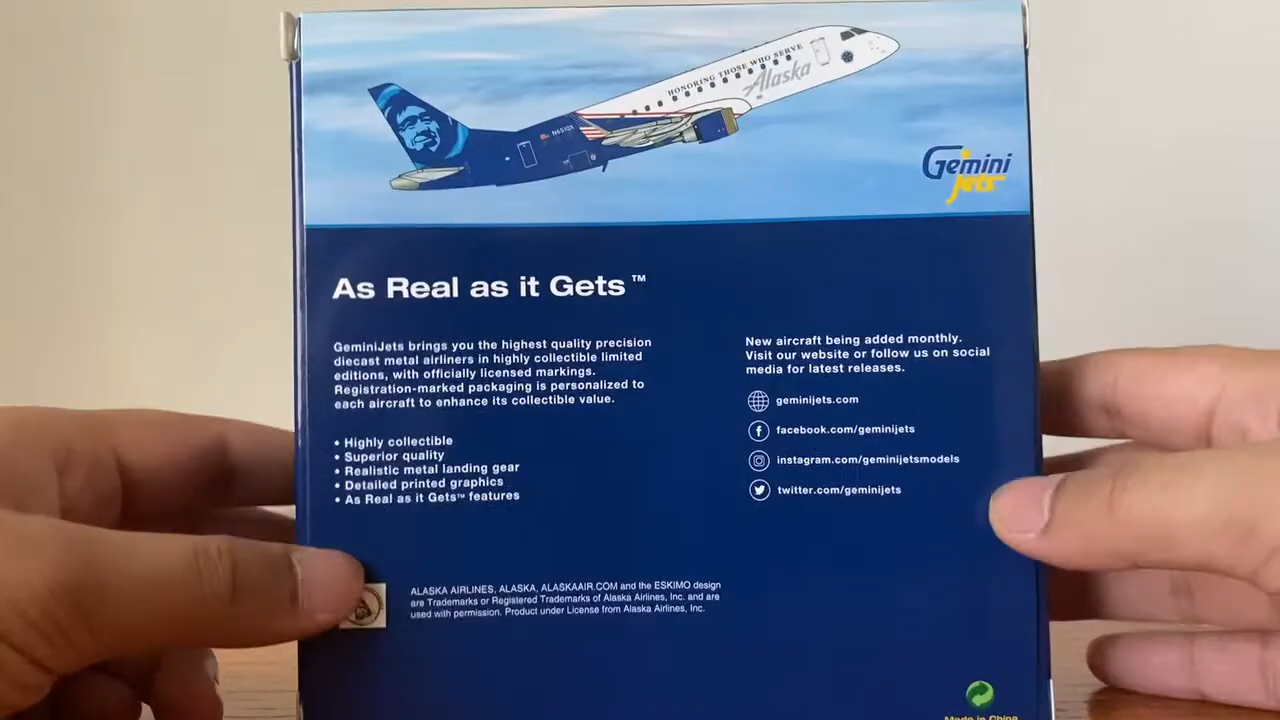 HONORING THOSE WHO SERVE
Alaska
N651QX
Gemini
Jets
As Real as it Gets™
GeminiJets brings you the highest quality precision
diecast metal airliners in highly collectible limited
editions, with officially licensed markings.
Registration-marked packaging is personalized to
each aircraft to enhance its collectible value.
• Highly collectible
• Superior quality
• Realistic metal landing gear
• Detailed printed graphics
• As Real as it Gets™ features
New aircraft being added monthly.
Visit our website or follow us on social
media for latest releases.
geminijets.com
facebook.com/geminijets
instagram.com/geminijetsmodels
twitter.com/geminijets
ALASKA AIRLINES, ALASKA, ALASKAAIR.COM and the ESKIMO design
are Trademarks or Registered Trademarks of Alaska Airlines, Inc. and are
used with permission. Product under License from Alaska Airlines, Inc.
Made in China